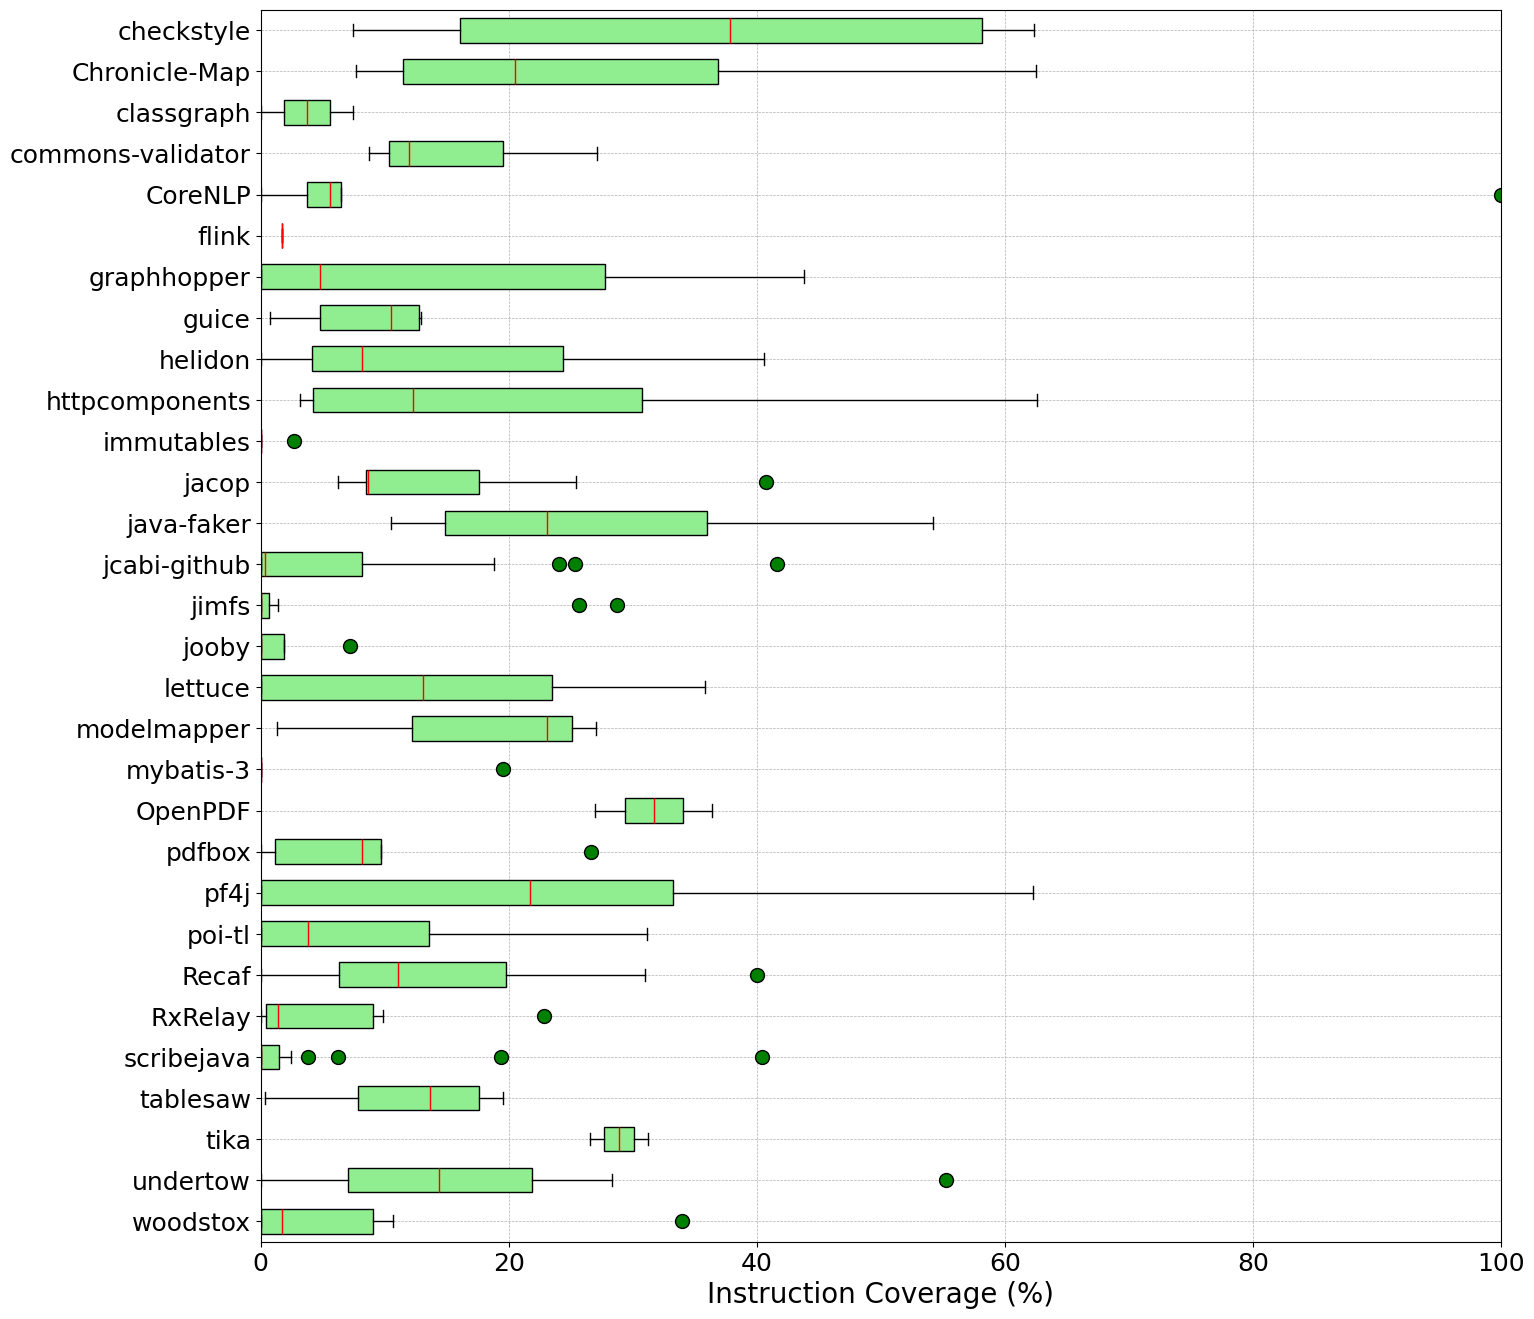 checkstyle
Chronicle-Map
classgraph
commons-validator
CoreNLP
flink
graphhopper
guice
helidon
httpcomponents
immutables
jacop
java-faker
jcabi-github
jimfs
jooby
lettuce
modelmapper
mybatis-3
OpenPDF
pdfbox
pf4j
poi-tl
Recaf
RxRelay
scribejava
tablesaw
tika
undertow
woodstox
0 20 40 60 80 100
Instruction Coverage (%)